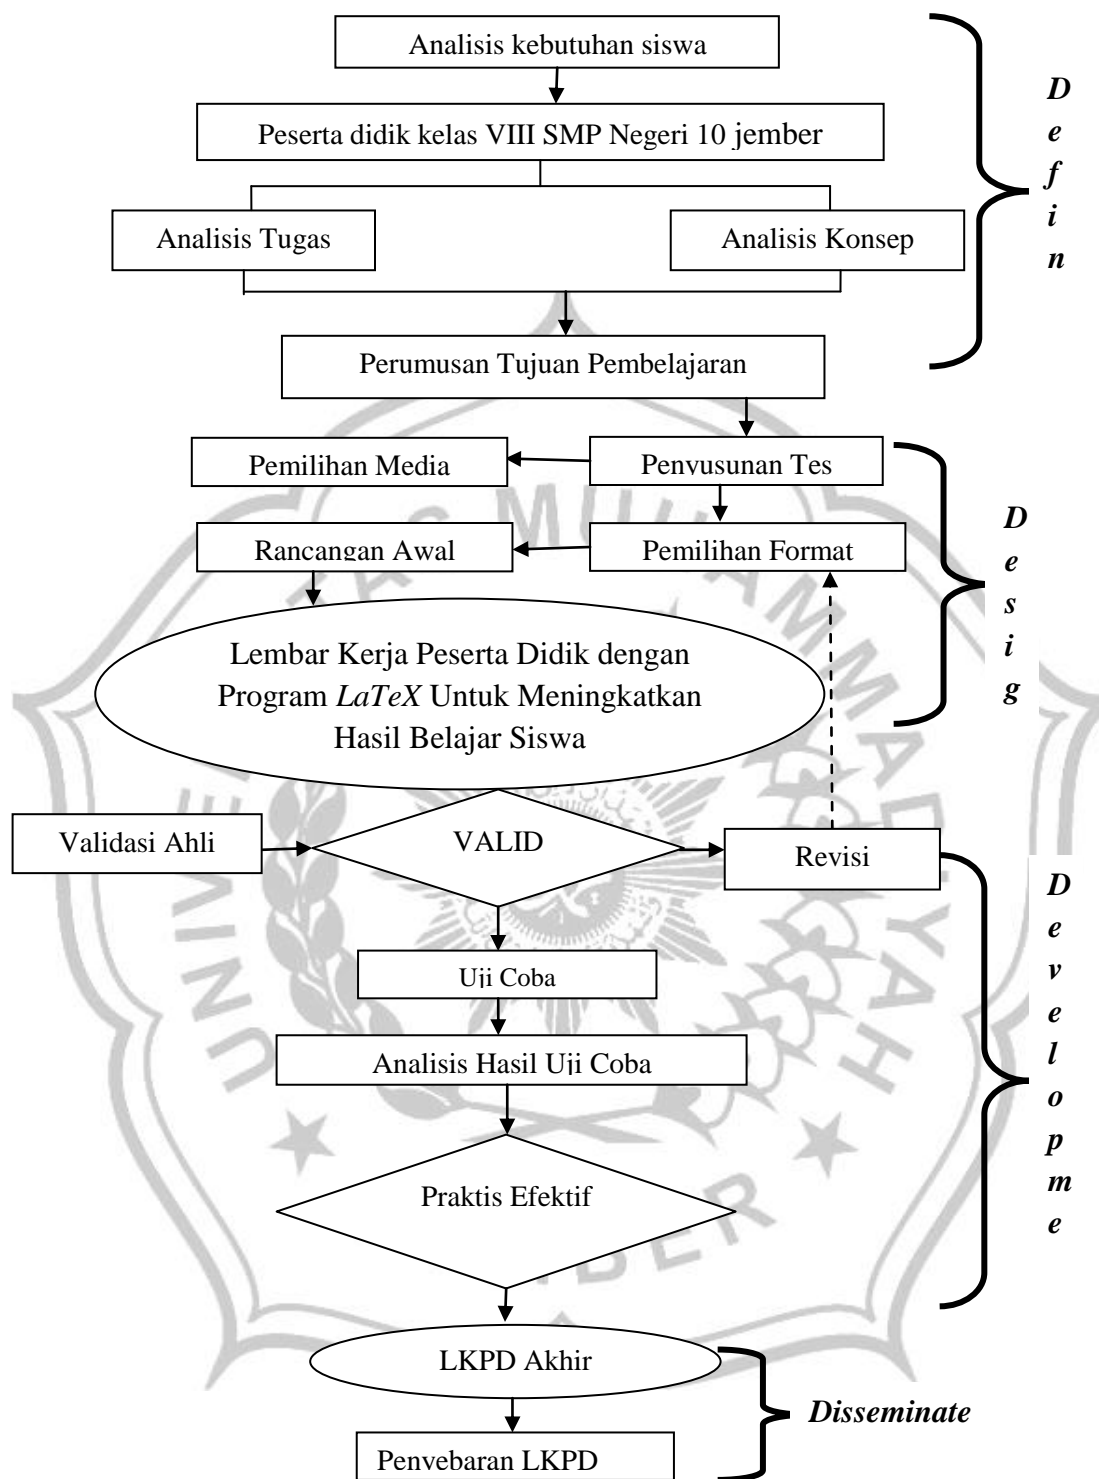 Analisis kebutuhan siswa
Peserta didik kelas VIII SMP Negeri 10 jember
Analisis Tugas
Analisis Konsep
Perumusan Tujuan Pembelajaran
D
e
f
i
n
Pemilihan Media
Penyusunan Tes
Rancangan Awal
Pemilihan Format
Lembar Kerja Peserta Didik dengan
Program LaTeX Untuk Meningkatkan
Hasil Belajar Siswa
D
e
s
i
g
Validasi Ahli
VALID
Revisi
Uji Coba
Analisis Hasil Uji Coba
Praktis Efektif
D
e
v
e
l
o
p
m
e
LKPD Akhir
Penyebaran LKPD
Disseminate